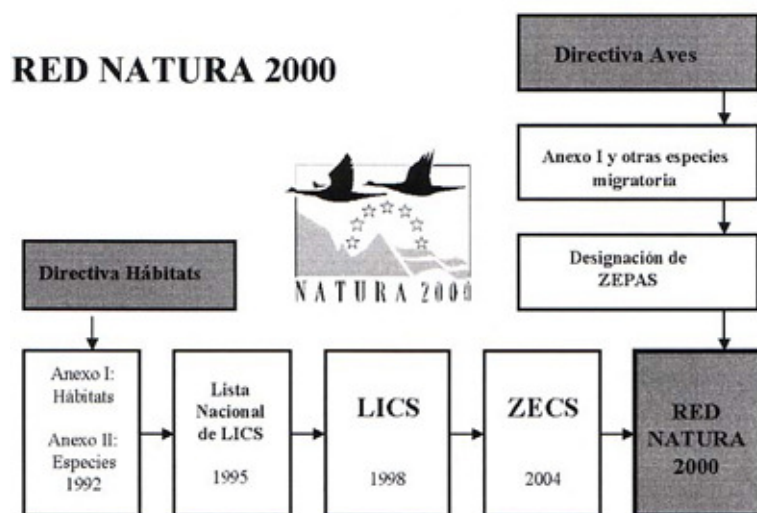 RED NATURA 2000
Directiva Aves
Anexo I y otras especies
migratoria
Designación de
ZEPAS
NATURA 2000
Directiva Hábitats
Anexo I:
Hábitats
Anexo II:
Especies
1992
Lista
Nacional
de LICS
1995
LICS
1998
ZECS
2004
RED
NATURA
2000